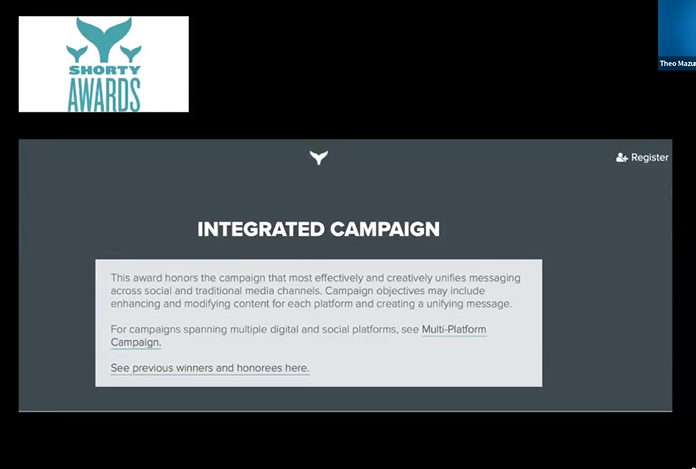 SHORTY
AWARDS
Theo Mazur
Register
INTEGRATED CAMPAIGN
This award honors the campaign that most effectively and creatively unifies messaging
across social and traditional media channels. Campaign objectives may include
enhancing and modifying content for each platform and creating a unifying message.
For campaigns spanning multiple digital and social platforms, see Multi-Platform
Campaign.
See previous winners and honorees here.